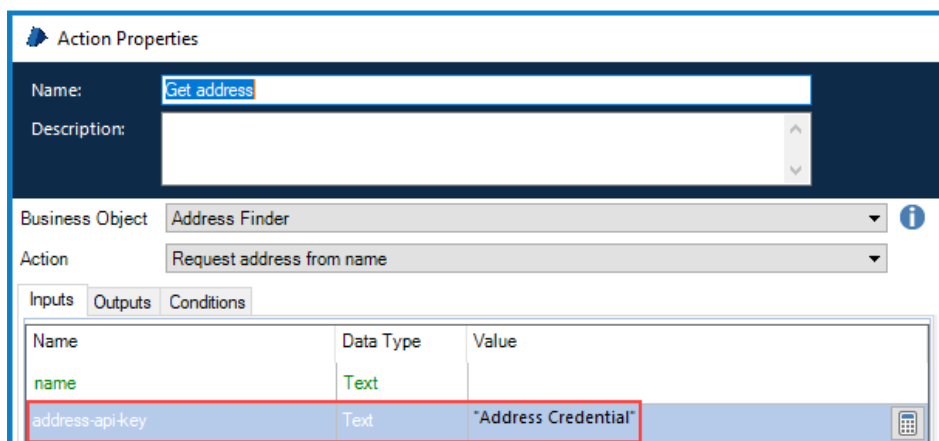 Action Properties
Name: Get address
Description:
Business Object Address Finder
Action Request address from name
Inputs Outputs Conditions
Name Data Type Value
name Text
address-api-key Text "Address Credential"